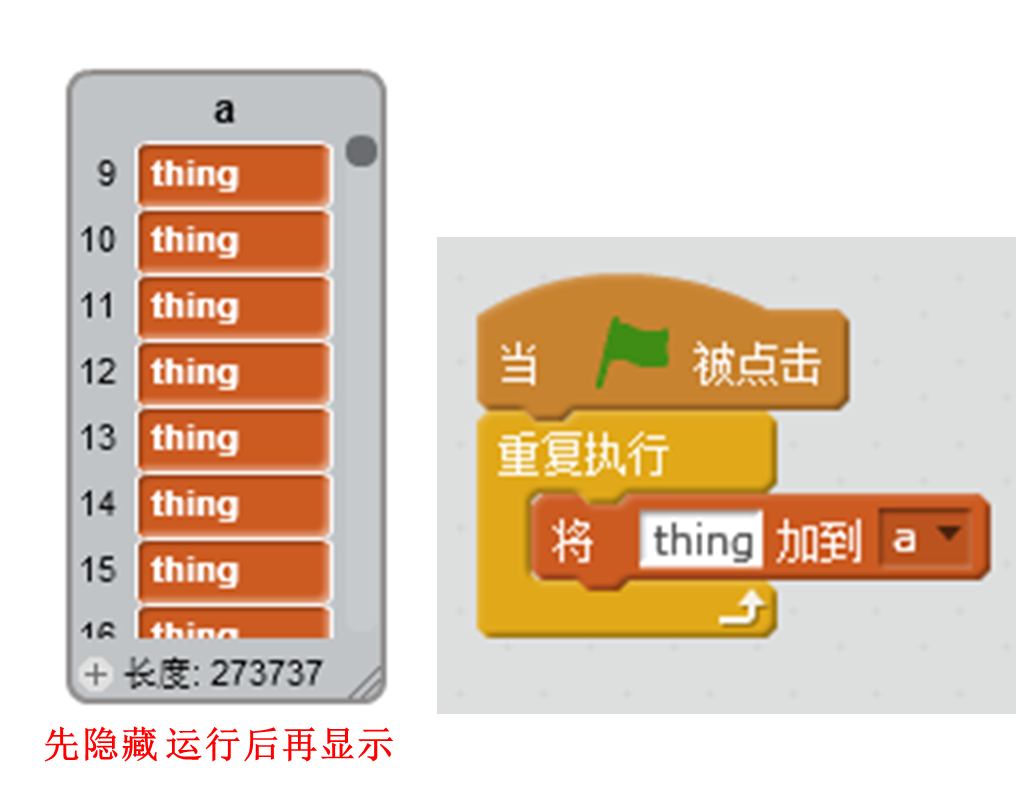 a
9 thing
10 thing
11 thing
12 thing
13 thing
14 thing
15 thing
16 thing
+ 长度: 273737
先隐藏 运行后再显示
当 被点击
重复执行
将 thing 加到 a